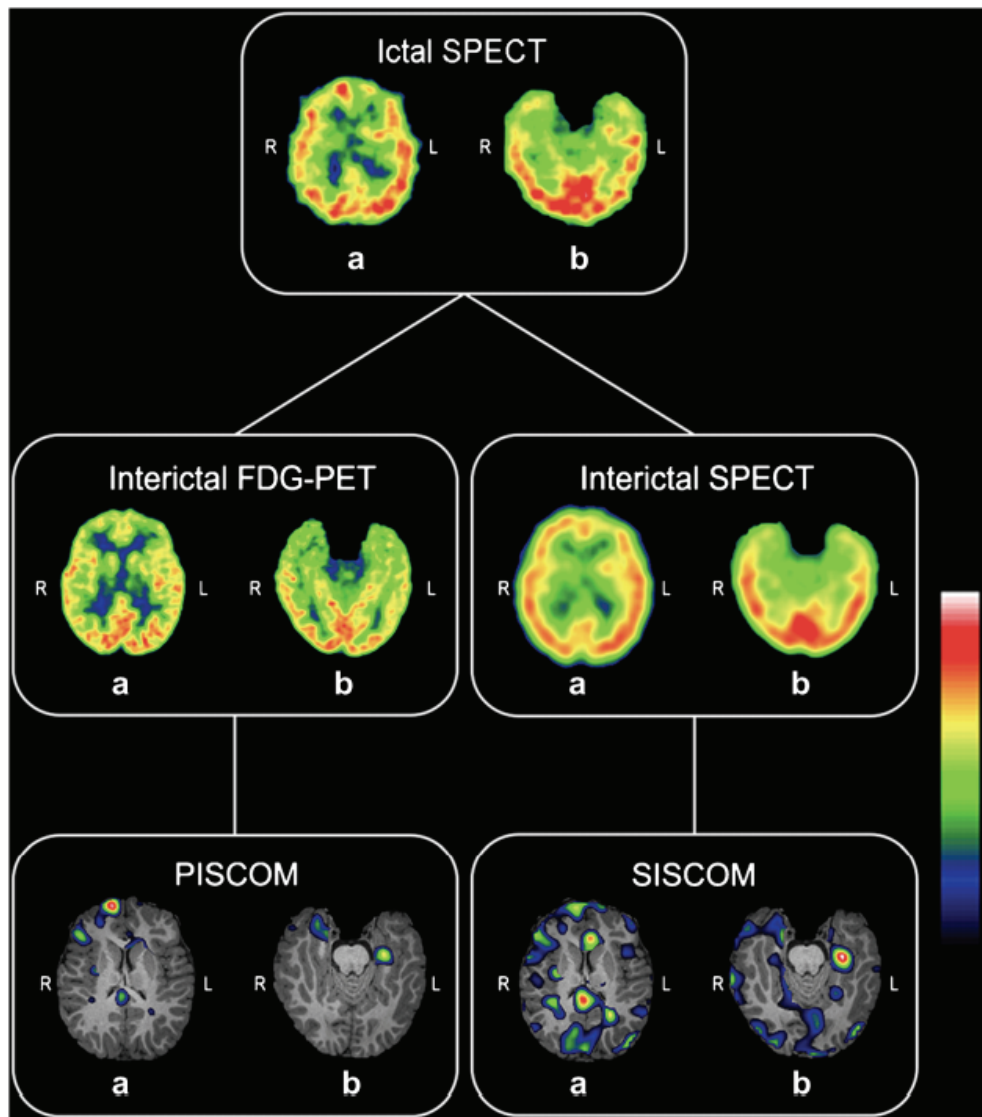 Ictal SPECT
R L R L
a b
Interictal FDG-PET
R L R L
a b
Interictal SPECT
R L R L
a b
PISCOM
R L R L
a b
SISCOM
R L R L
a b